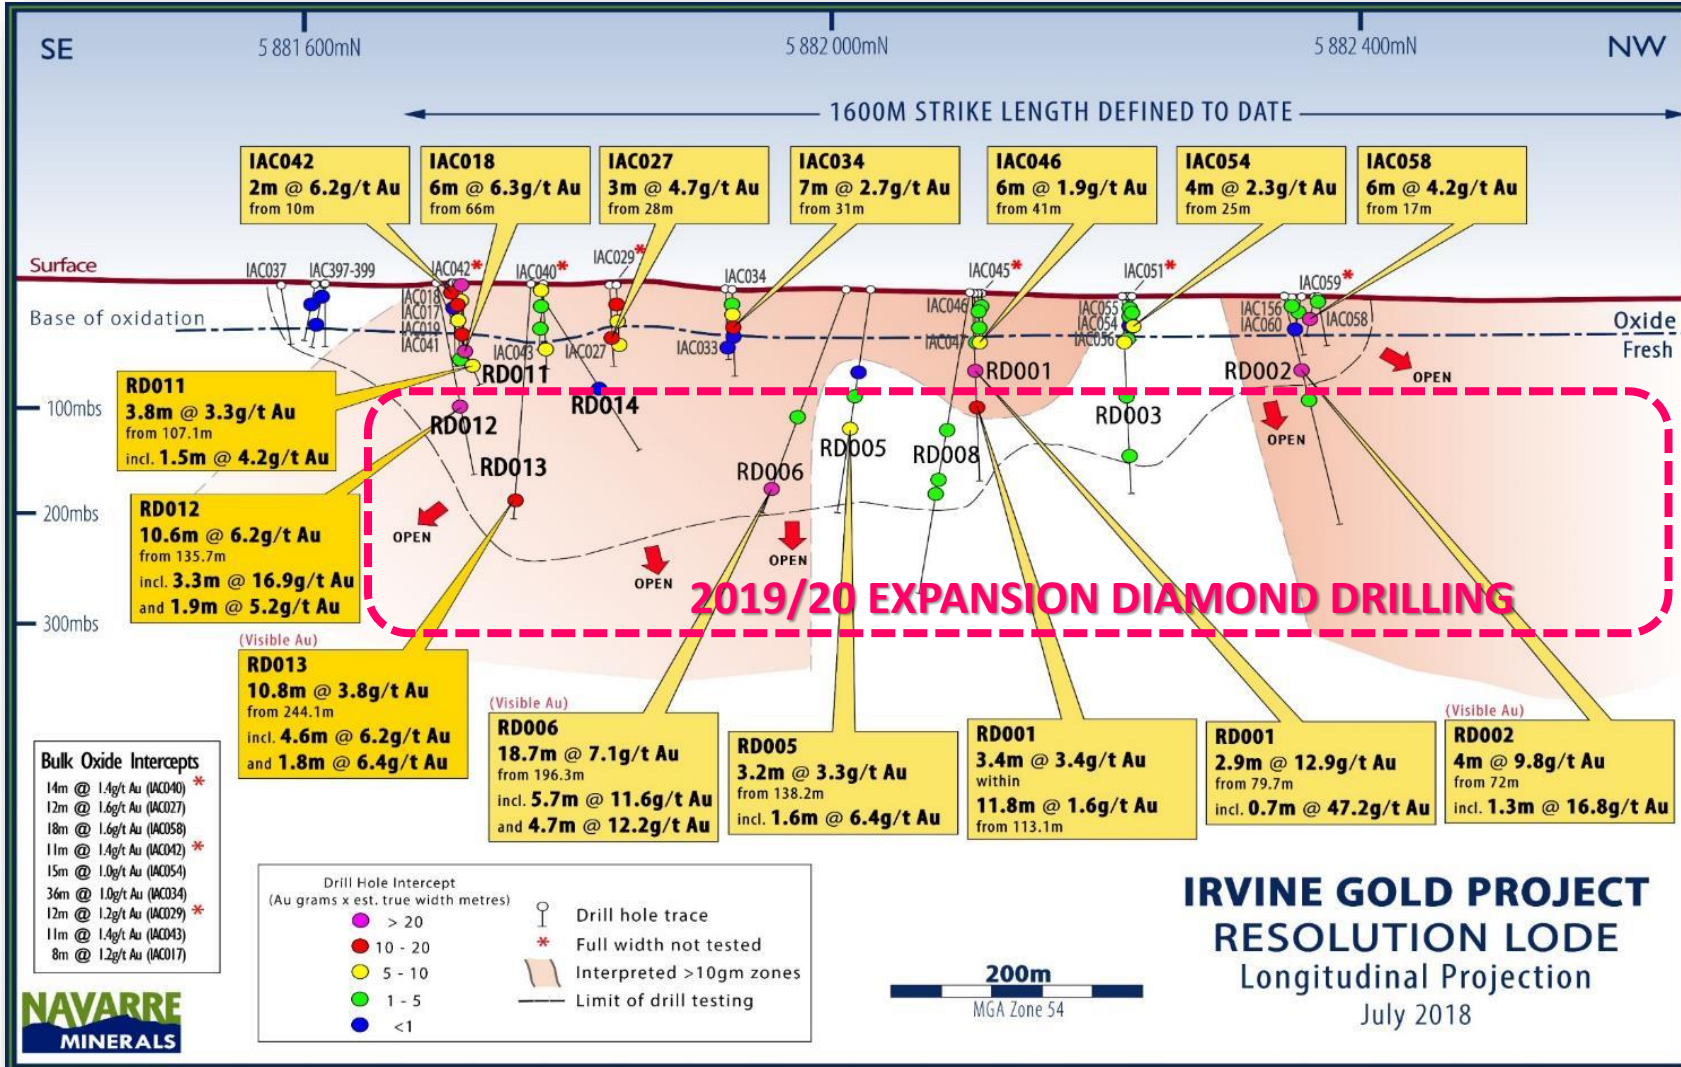 SE
5 881 600mN
5 882 000mN
5 882 400mN
NW
1600M STRIKE LENGTH DEFINED TO DATE
IAC042
2m @ 6.2g/t Au
from 10m
IAC018
6m @ 6.3g/t Au
from 66m
IAC027
3m @ 4.7g/t Au
from 28m
IAC034
7m @ 2.7g/t Au
from 31m
IAC046
6m @ 1.9g/t Au
from 41m
IAC054
4m @ 2.3g/t Au
from 25m
IAC058
6m @ 4.2g/t Au
from 17m
Surface
IAC037
IAC397-399
IAC042*
IAC040*
IAC029*
IAC034
IAC045*
IAC051*
IAC059*
IAC018
IAC017
IAC019
IAC041
IAC043
IAC027
IAC033
IAC046
IAC047
IAC055
IAC054
IAC056
IAC156
IAC060
IAC058
Base of oxidation
Oxide
Fresh
RD011
RD014
RD001
RD002
OPEN
RD011
3.8m @ 3.3g/t Au
from 107.1m
incl. 1.5m @ 4.2g/t Au
100mbs
RD012
RD013
RD006
RD005
RD008
RD003
OPEN
RD012
10.6m @ 6.2g/t Au
from 135.7m
incl. 3.3m @ 16.9g/t Au
and 1.9m @ 5.2g/t Au
200mbs
OPEN
OPEN
OPEN
2019/20 EXPANSION DIAMOND DRILLING
300mbs
(Visible Au)
RD013
10.8m @ 3.8g/t Au
from 244.1m
incl. 4.6m @ 6.2g/t Au
and 1.8m @ 6.4g/t Au
(Visible Au)
RD006
18.7m @ 7.1g/t Au
from 196.3m
incl. 5.7m @ 11.6g/t Au
and 4.7m @ 12.2g/t Au
RD005
3.2m @ 3.3g/t Au
from 138.2m
incl. 1.6m @ 6.4g/t Au
RD001
3.4m @ 3.4g/t Au
within
11.8m @ 1.6g/t Au
from 113.1m
RD001
2.9m @ 12.9g/t Au
from 79.7m
incl. 0.7m @ 47.2g/t Au
(Visible Au)
RD002
4m @ 9.8g/t Au
from 72m
incl. 1.3m @ 16.8g/t Au
Bulk Oxide Intercepts
14m @ 1.4g/t Au (IAC040) *
12m @ 1.6g/t Au (IAC027)
18m @ 1.6g/t Au (IAC058)
11m @ 1.4g/t Au (IAC042) *
15m @ 1.0g/t Au (IAC054)
36m @ 1.0g/t Au (IAC034)
12m @ 1.2g/t Au (IAC029) *
11m @ 1.4g/t Au (IAC043)
8m @ 1.2g/t Au (IAC017)
NAVARRE
MINERALS
Drill Hole Intercept
(Au grams x est. true width metres)
> 20
10 - 20
5 - 10
1 - 5
<1
Drill hole trace
* Full width not tested
Interpreted >10gm zones
Limit of drill testing
200m
MGA Zone 54
IRVINE GOLD PROJECT
RESOLUTION LODE
Longitudinal Projection
July 2018